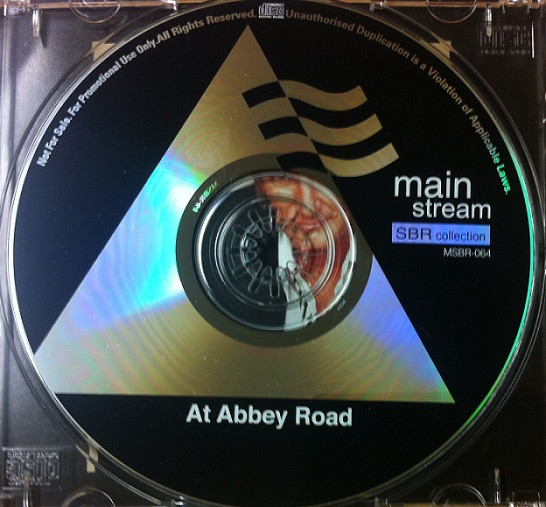 Not For Sale. For Promotional Use Only. All Rights Reserved. Unauthorised Duplication is a Violation of Applicable Laws.
main
stream
SBR collection
MSBR-064
At Abbey Road